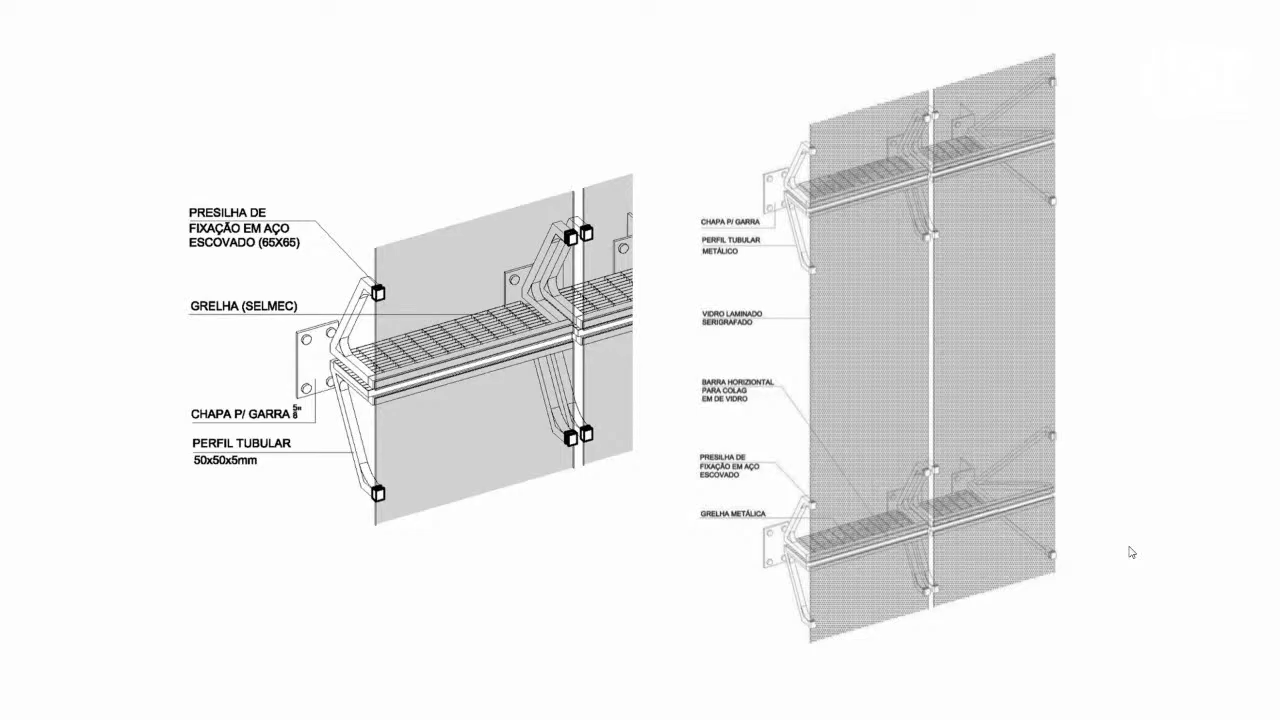 PRESILHA DE
FIXAÇÃO EM AÇO
ESCOVADO (65X65)
GRELHA (SELMEC)
CHAPA P/ GARRA 5"/8
PERFIL TUBULAR
50x50x5mm
CHAPA P/ GARRA
PERFIL TUBULAR
METÁLICO
VIDRO LAMINADO
SERIGRAFADO
BARRA HORIZIONTAL
PARA COLAG
EM DE VIDRO
PRESILHA DE
FIXAÇÃO EM AÇO
ESCOVADO
GRELHA METÁLICA